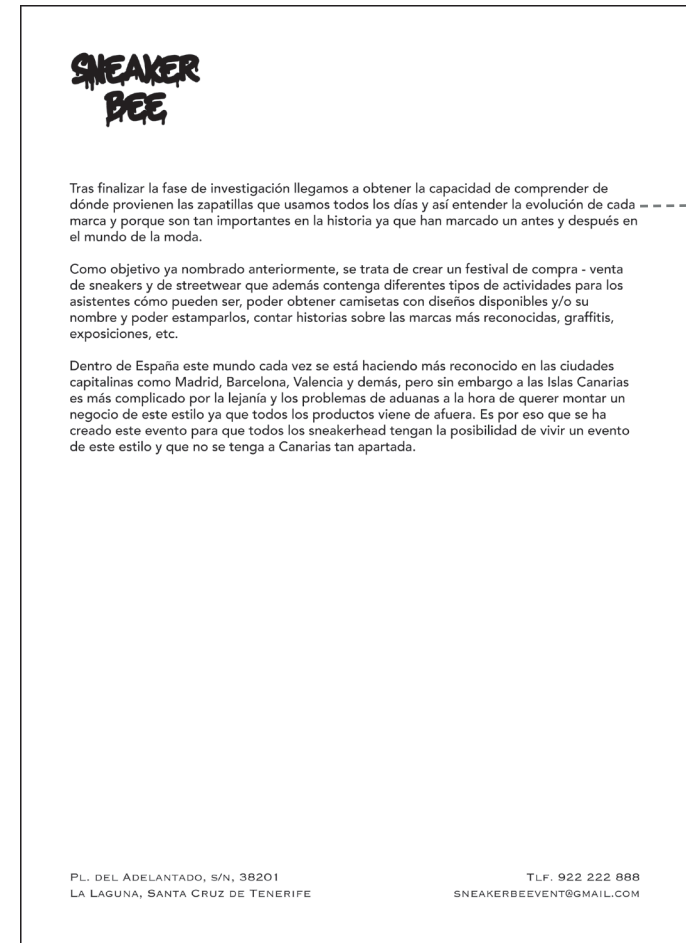 SNEAKER
BEE
Tras finalizar la fase de investigación llegamos a obtener la capacidad de comprender de
dónde provienen las zapatillas que usamos todos los días y así entender la evolución de cada
marca y porque son tan importantes en la historia ya que han marcado un antes y después en
el mundo de la moda.
Como objetivo ya nombrado anteriormente, se trata de crear un festival de compra - venta
de sneakers y de streetwear que además contenga diferentes tipos de actividades para los
asistentes cómo pueden ser, poder obtener camisetas con diseños disponibles y/o su
nombre y poder estamparlos, contar historias sobre las marcas más reconocidas, graffitis,
exposiciones, etc.
Dentro de España este mundo cada vez se está haciendo más reconocido en las ciudades
capitalinas como Madrid, Barcelona, Valencia y demás, pero sin embargo a las Islas Canarias
es más complicado por la lejanía y los problemas de aduanas a la hora de querer montar un
negocio de este estilo ya que todos los productos viene de afuera. Es por eso que se ha
creado este evento para que todos los sneakerhead tengan la posibilidad de vivir un evento
de este estilo y que no se tenga a Canarias tan apartada.
PL. DEL ADELANTADO, S/N, 38201
LA LAGUNA, SANTA CRUZ DE TENERIFE
TLF. 922 222 888
SNEAKERBEEVENT@GMAIL.COM